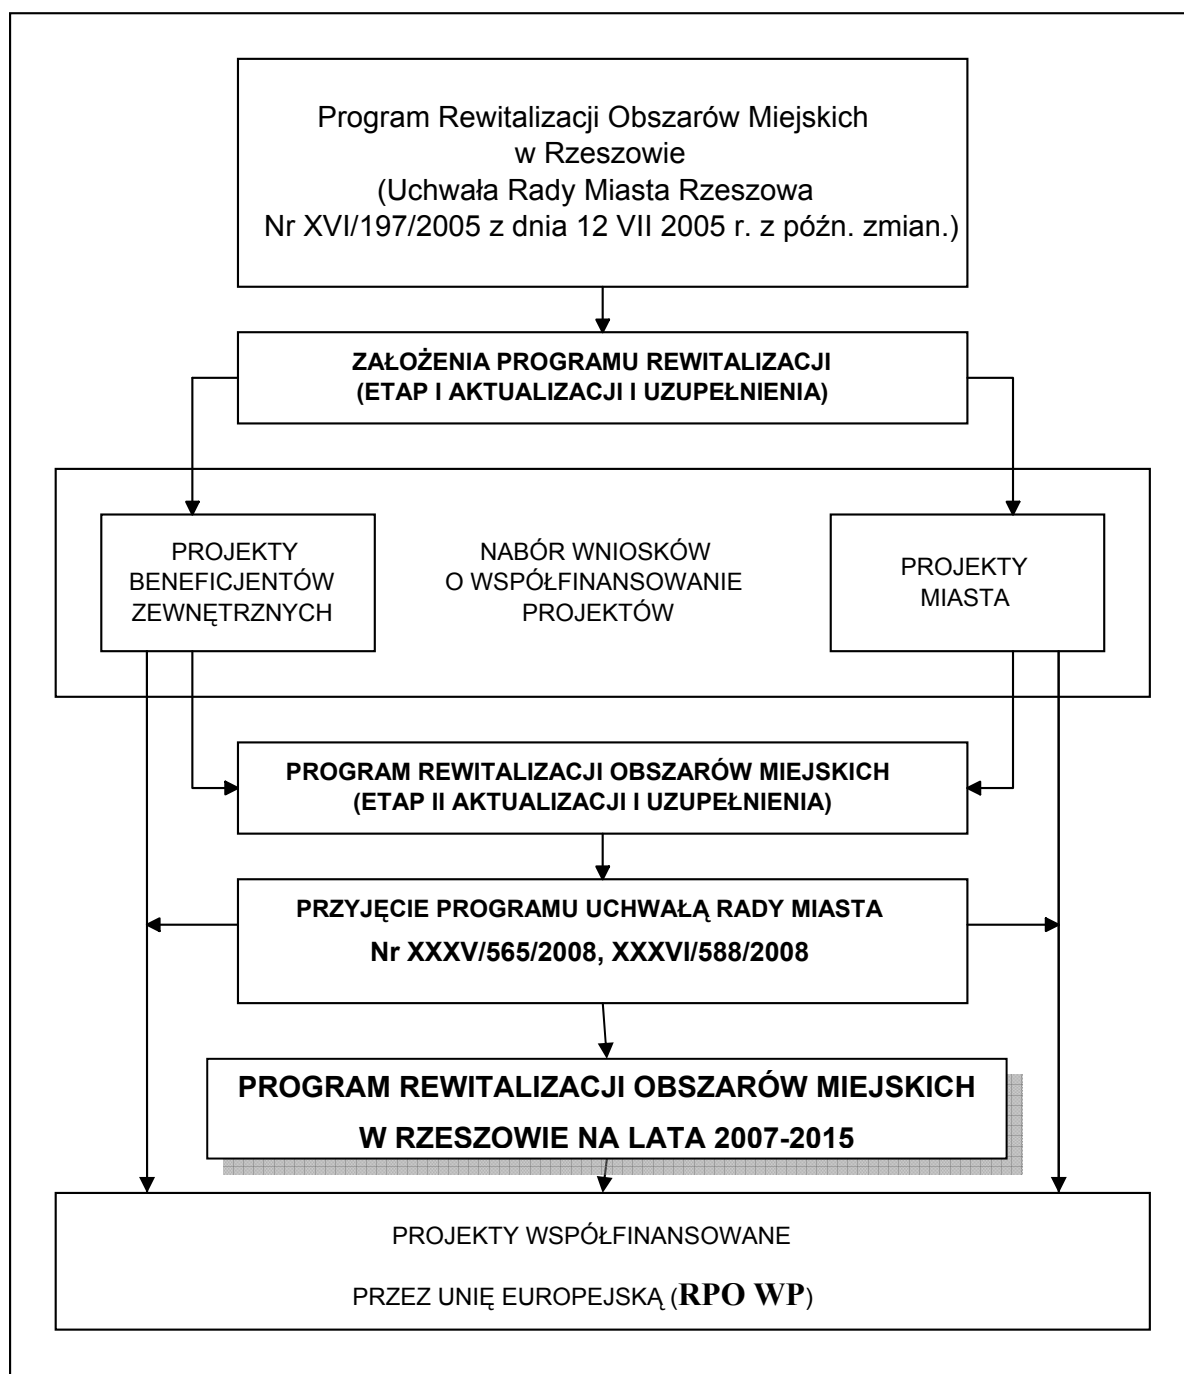 Program Rewitalizacji Obszarów Miejskich
w Rzeszowie
(Uchwała Rady Miasta Rzeszowa
Nr XVI/197/2005 z dnia 12 VII 2005 r. z późn. zmian.)
ZAŁOŻENIA PROGRAMU REWITALIZACJI
(ETAP I AKTUALIZACJI I UZUPEŁNIENIA)
PROJEKTY
BENEFICJENTÓW
ZEWNĘTRZNYCH
NABÓR WNIOSKÓW
O WSPÓŁFINANSOWANIE
PROJEKTÓW
PROJEKTY
MIASTA
PROGRAM REWITALIZACJI OBSZARÓW MIEJSKICH
(ETAP II AKTUALIZACJI I UZUPEŁNIENIA)
PRZYJĘCIE PROGRAMU UCHWAŁĄ RADY MIASTA
Nr XXXV/565/2008, XXXVI/588/2008
PROGRAM REWITALIZACJI OBSZARÓW MIEJSKICH
W RZESZOWIE NA LATA 2007-2015
PROJEKTY WSPÓŁFINANSOWANE
PRZEZ UNIĘ EUROPEJSKĄ (RPO WP)